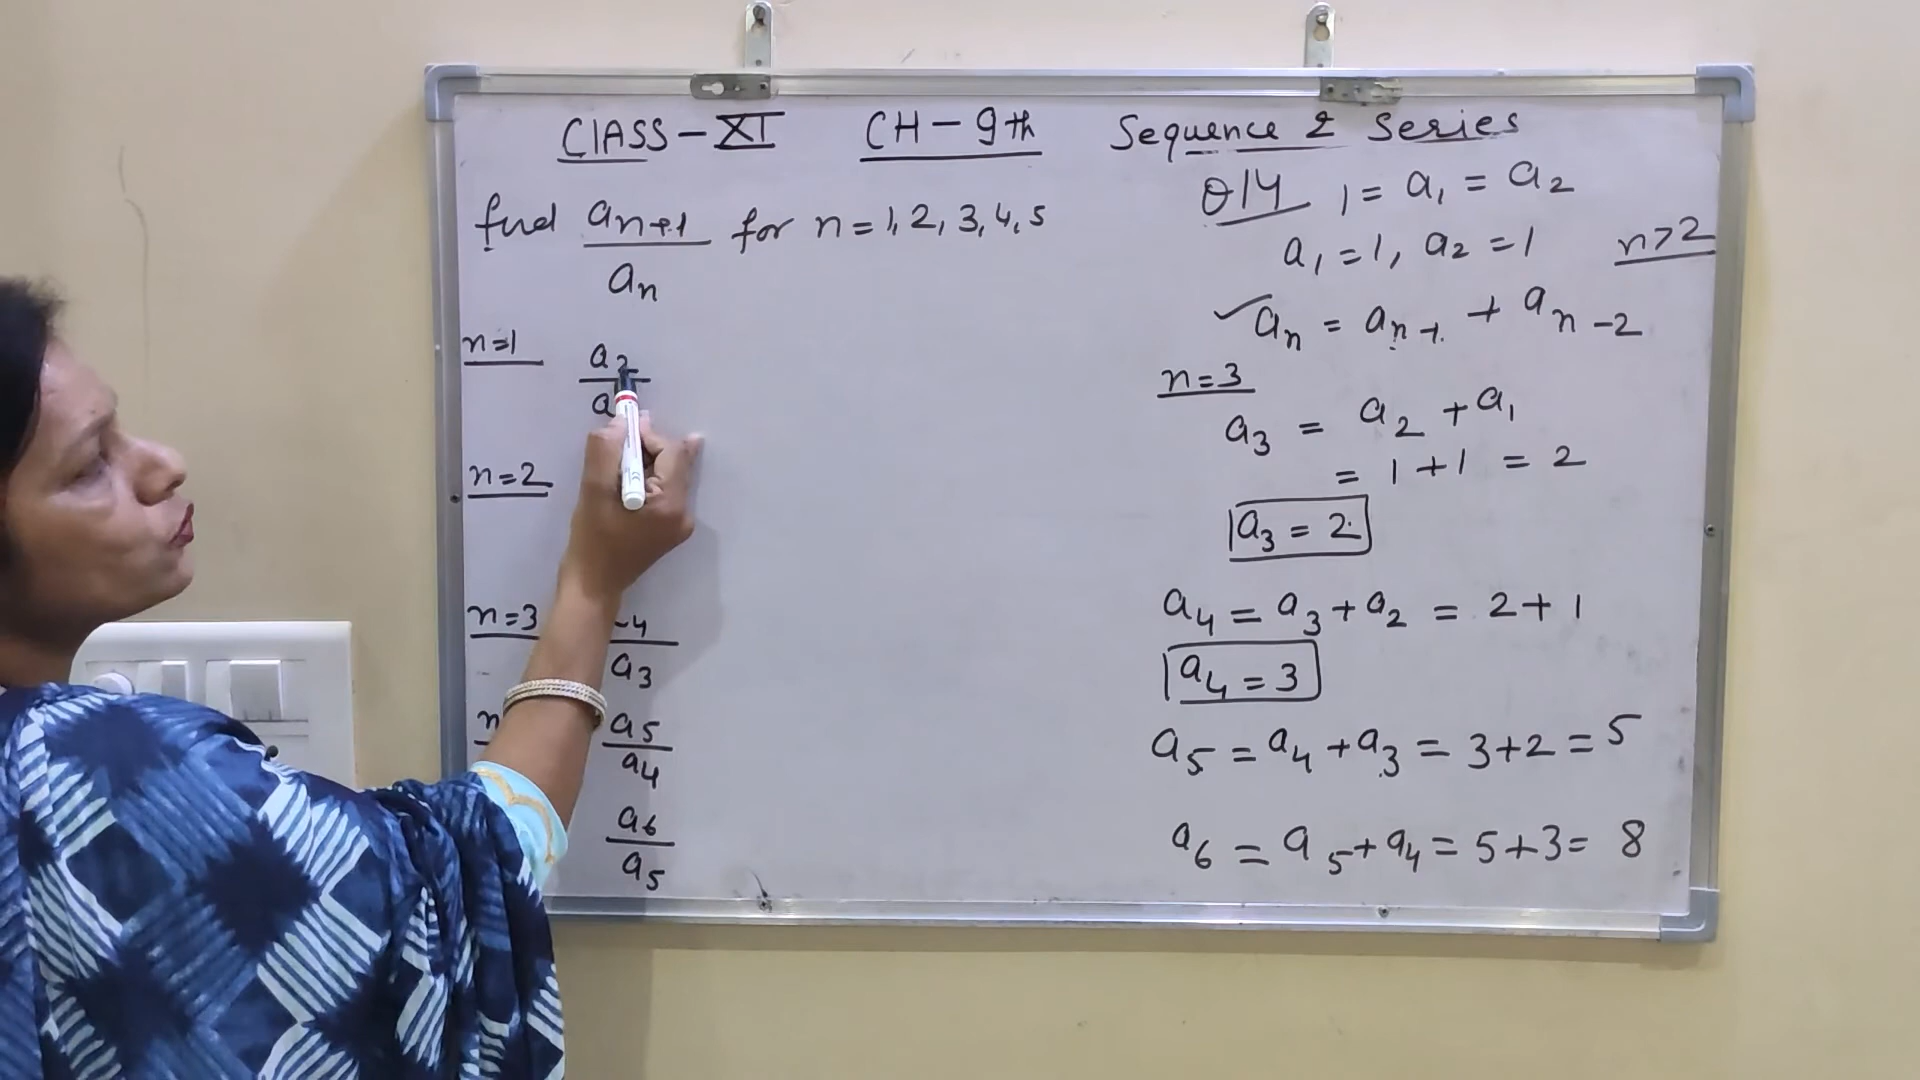 CLASS-XI CH-9th Sequence & Series
find an+1/an for n=1,2,3,4,5
n=1 a2/a
n=2
n=3 4/a3
n a5/a4
a6/a5
Q14 1=a1=a2
a1=1, a2=1 n>2
✓an = an-1 + an-2
n=3
a3 = a2+a1
= 1+1 = 2
a3 = 2
a4 = a3+a2 = 2+1
a4 = 3
a5 = a4+a3 = 3+2=5
a6 = a5+a4 = 5+3= 8